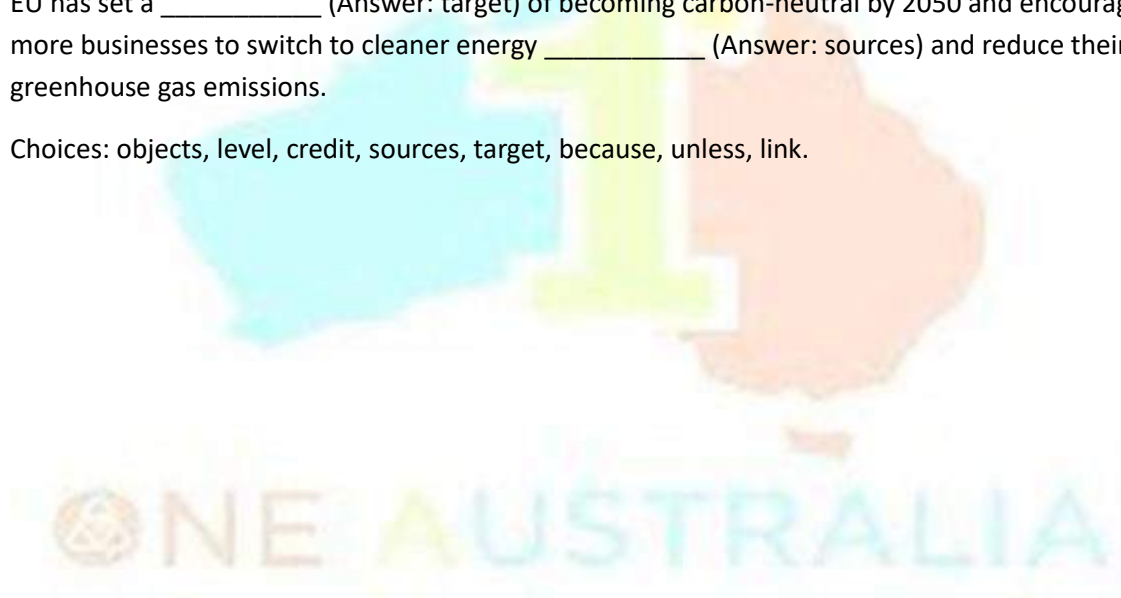 EU has set a ___________ (Answer: target) of becoming carbon-neutral by 2050 and encourag
more businesses to switch to cleaner energy ___________ (Answer: sources) and reduce their
greenhouse gas emissions.
Choices: objects, level, credit, sources, target, because, unless, link.
1
ONE AUSTRALIA